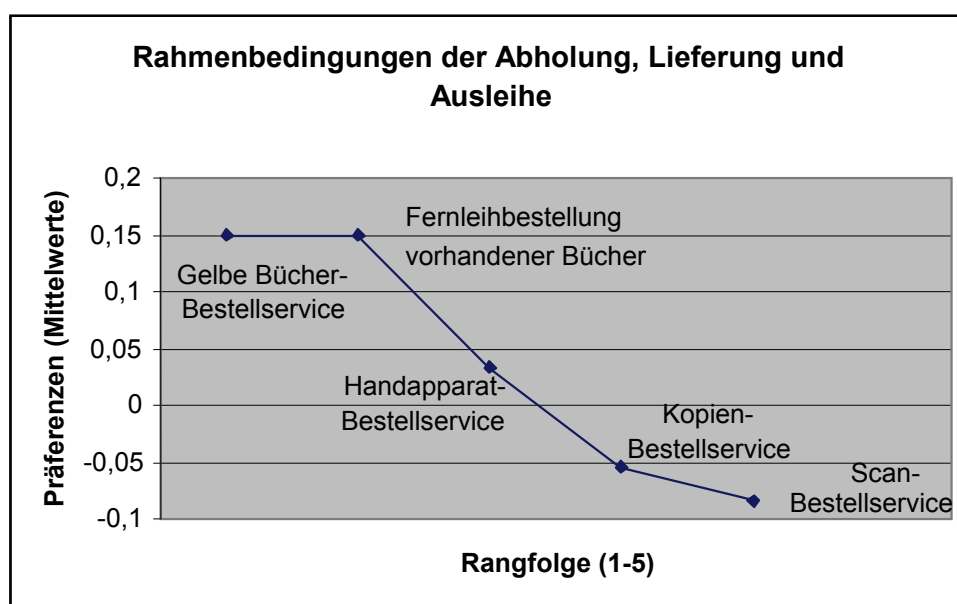 Rahmenbedingungen der Abholung, Lieferung und
Ausleihe
Präferenzen (Mittelwerte)
0,2
0,15
0,1
0,05
0
-0,05
-0,1
Gelbe Bücher-
Bestellservice
Fernleihbestellung
vorhandener Bücher
Handapparat-
Bestellservice
Kopien-
Bestellservice
Scan-
Bestellservice
Rangfolge (1-5)